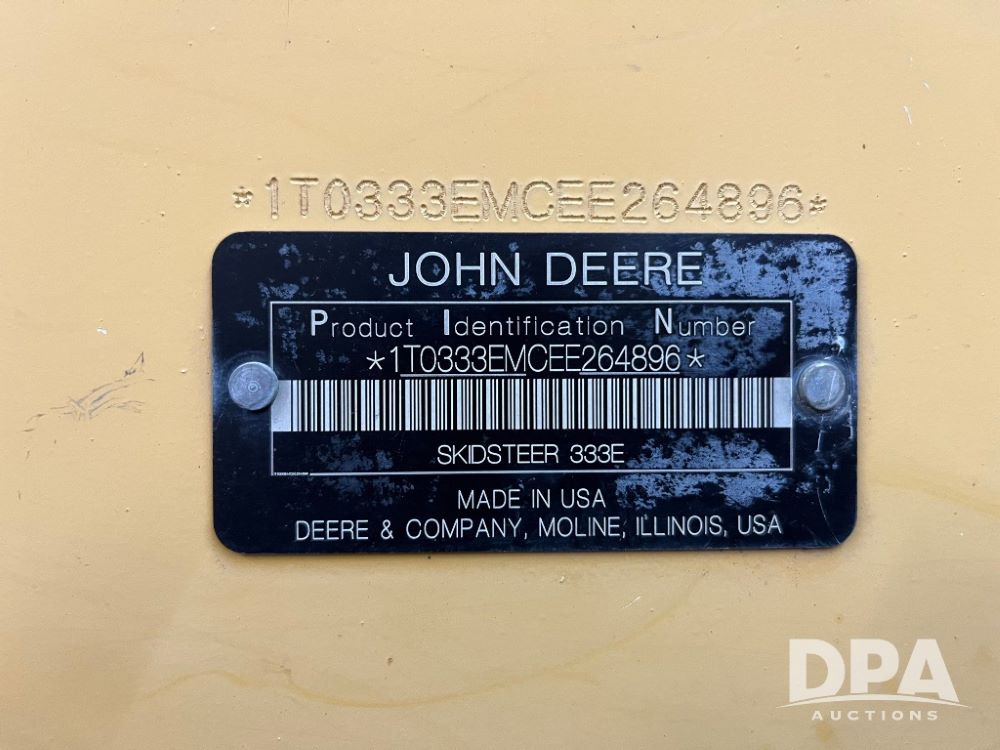 *1T0333EMCEE264896*
JOHN DEERE
Product Identification Number
*1T0333EMCEE264896*
SKIDSTEER 333E
MADE IN USA
DEERE & COMPANY, MOLINE, ILLINOIS, USA
DPA
AUCTIONS